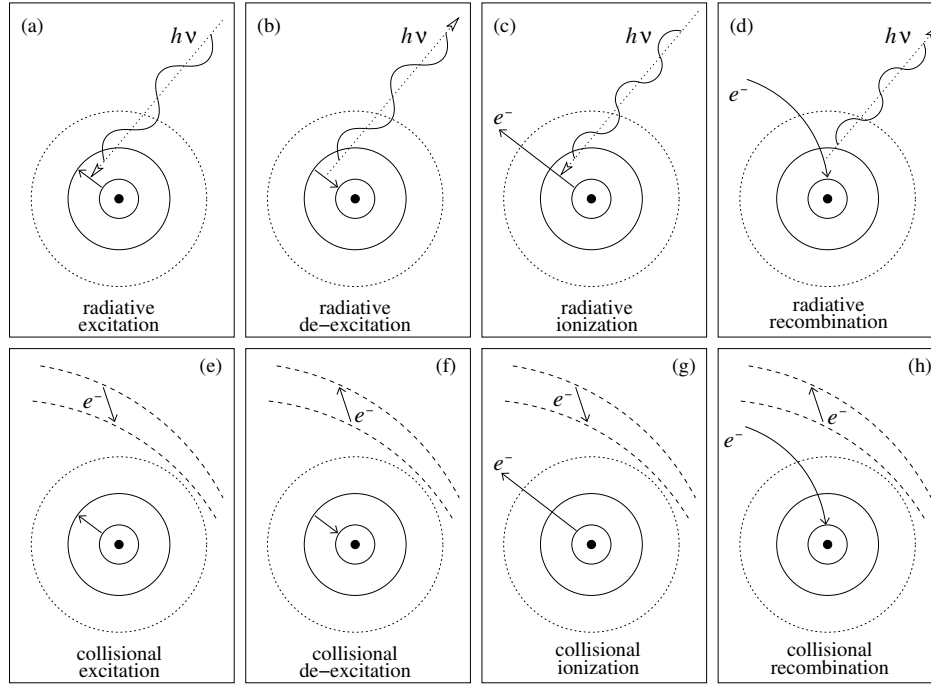 (a)
hν
radiative
excitation
(b)
hν
radiative
de−excitation
(c)
hν
e−
radiative
ionization
(d)
hν
e−
radiative
recombination
(e)
e−
collisional
excitation
(f)
e−
collisional
de−excitation
(g)
e−
e−
collisional
ionization
(h)
e−
e−
collisional
recombination